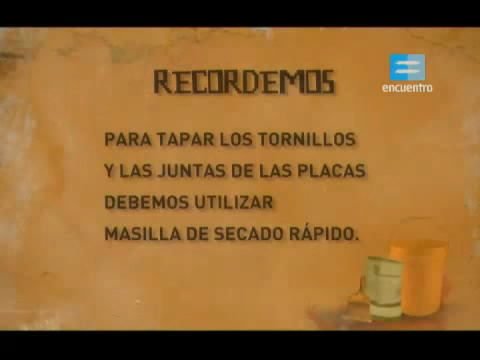 RECORDEMOS
encuentro
PARA TAPAR LOS TORNILLOS
Y LAS JUNTAS DE LAS PLACAS
DEBEMOS UTILIZAR
MASILLA DE SECADO RÁPIDO.